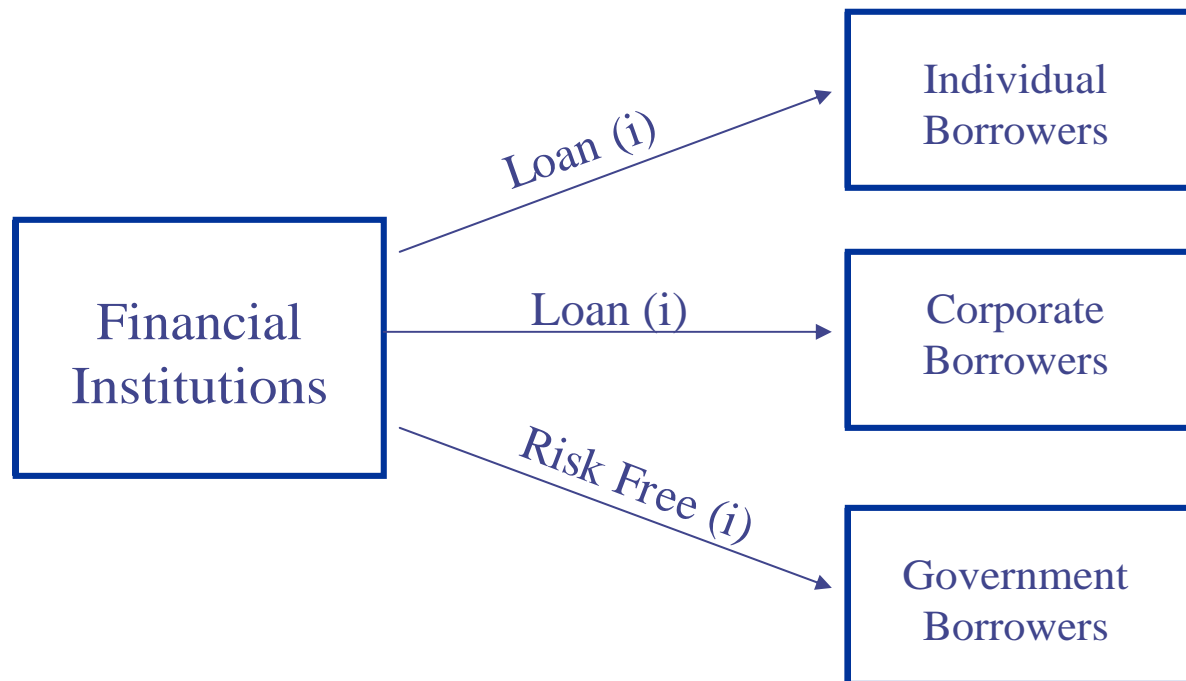 Individual
Borrowers
Loan (i)
Financial
Institutions
Loan (i)
Corporate
Borrowers
Risk Free (i)
Government
Borrowers